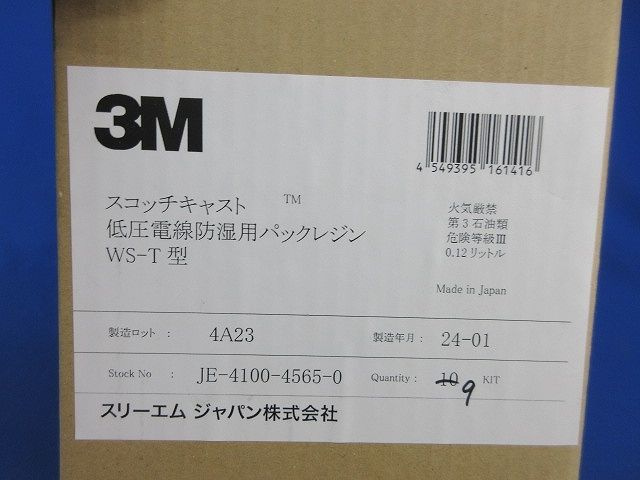 3M
4 549395 161416
スコッチキャスト ™
低圧電線防湿用パックレジン
WS-T 型
火気厳禁
第３石油類
危険等級Ⅲ
0.12 リットル
Made in Japan
製造ロット : 4A23 製造年月 : 24-01
Stock No : JE-4100-4565-0 Quantity : 10 9 KIT
スリーエム ジャパン株式会社